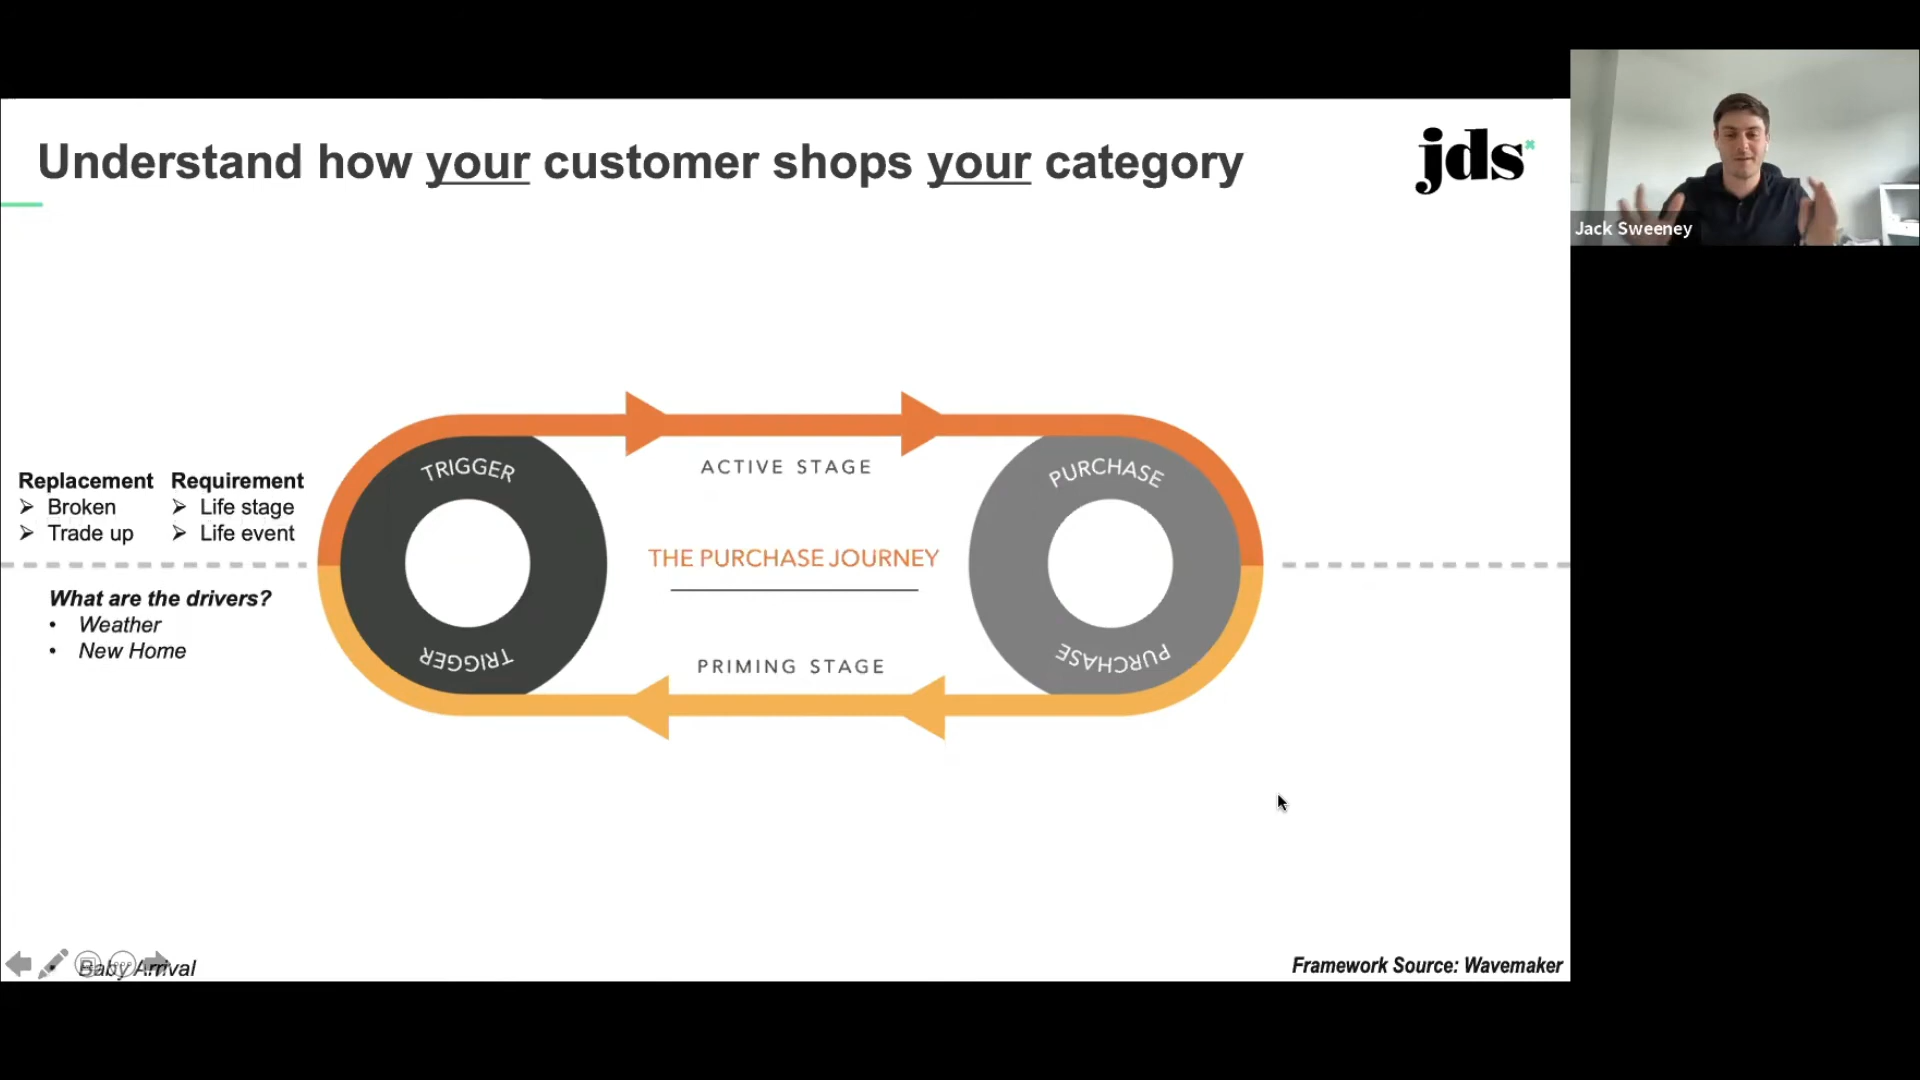 Understand how your customer shops your category
jds
Jack Sweeney
Replacement
➢ Broken
➢ Trade up
Requirement
➢ Life stage
➢ Life event
What are the drivers?
• Weather
• New Home
• Baby Arrival
TRIGGER
TRIGGER
ACTIVE STAGE
THE PURCHASE JOURNEY
PRIMING STAGE
PURCHASE
PURCHASE
Framework Source: Wavemaker